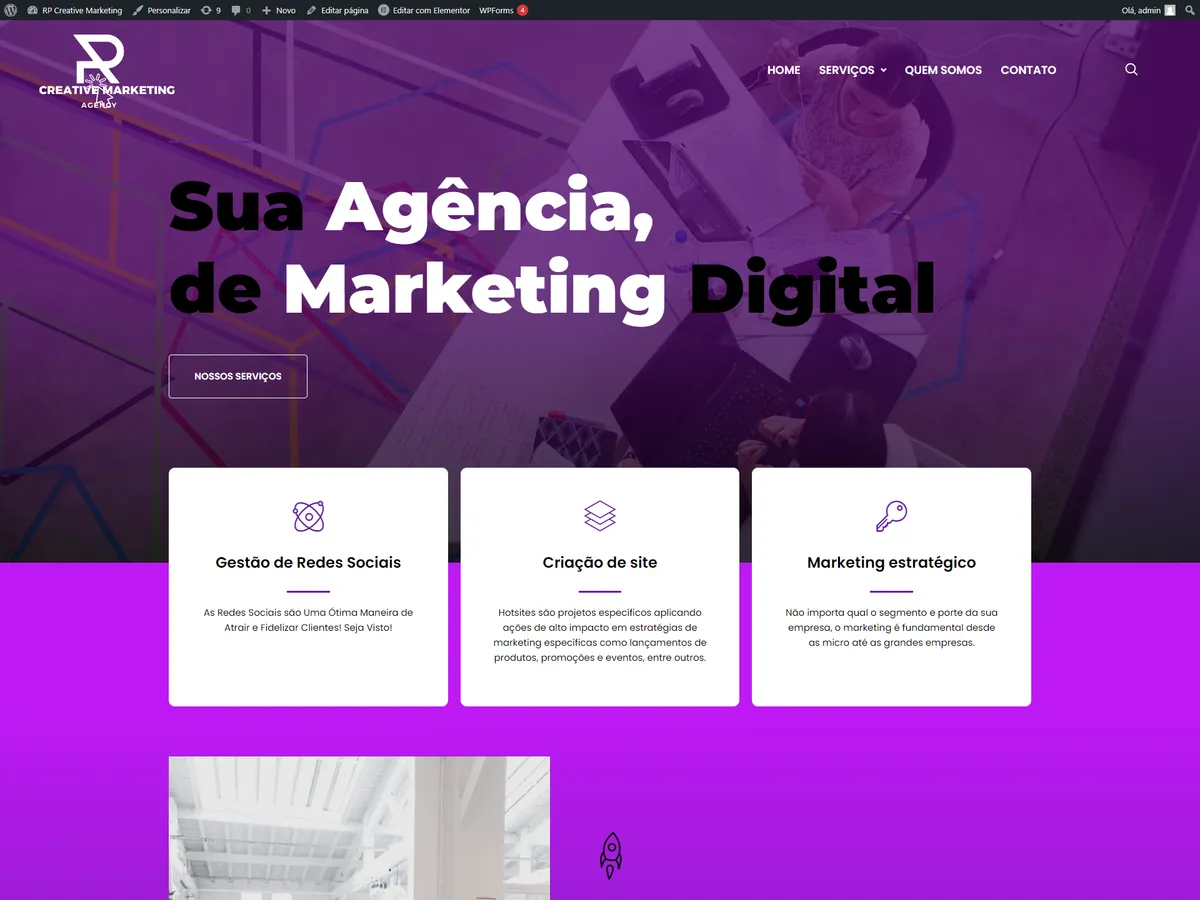 RP Creative Marketing
Personalizar
9
0
Novo
Editar página
Editar com Elementor
WPForms 4
Olá, admin
CREATIVE MARKETING
AGENCY
HOME
SERVIÇOS
QUEM SOMOS
CONTATO
Sua Agência,
de Marketing Digital
NOSSOS SERVIÇOS
Gestão de Redes Sociais
As Redes Sociais são Uma Ótima Maneira de
Atrair e Fidelizar Clientes! Seja Visto!
Criação de site
Hotsites são projetos específicos aplicando
ações de alto impacto em estratégias de
marketing específicas como lançamentos de
produtos, promoções e eventos, entre outros.
Marketing estratégico
Não importa qual o segmento e porte da sua
empresa, o marketing é fundamental desde
as micro até as grandes empresas.